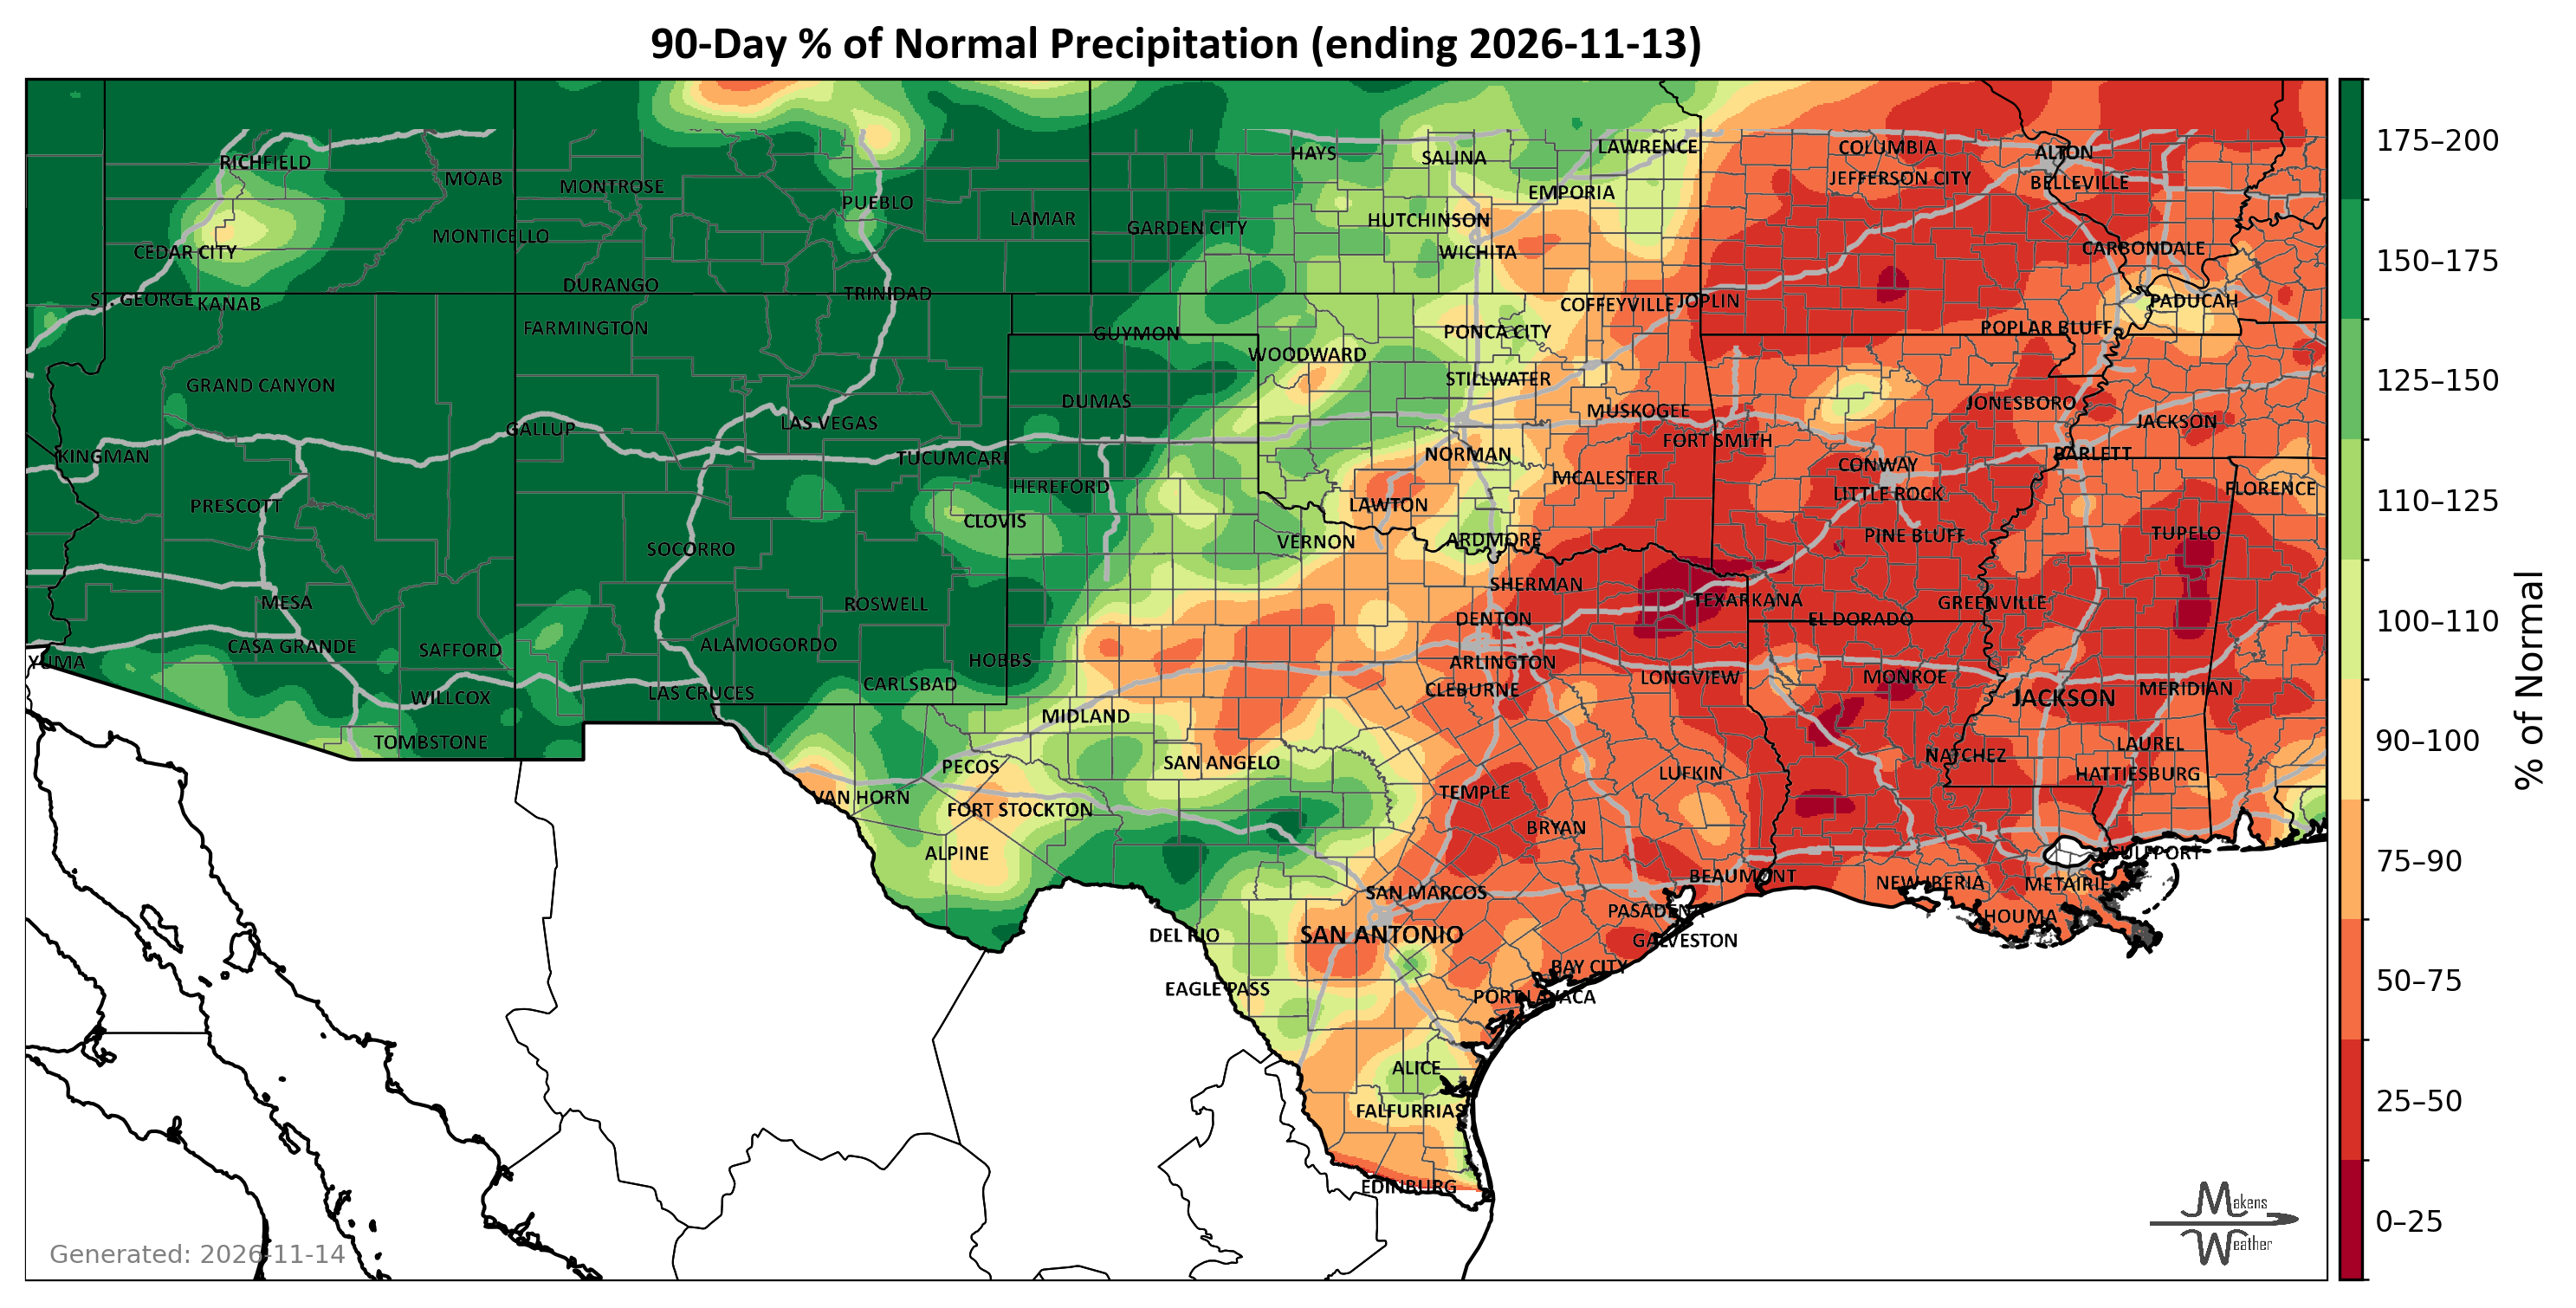 90-Day % of Normal Precipitation (ending 2026-11-13)
RICHFIELD
MOAB
MONTROSE
PUEBLO
LAMAR
HAYS
SALINA
LAWRENCE
COLUMBIA
ALTON
JEFFERSON CITY
BELLEVILLE
EMPORIA
GARDEN CITY
HUTCHINSON
WICHITA
CEDAR CITY
MONTICELLO
CARBONDALE
ST. GEORGE
KANAB
DURANGO
TRINIDAD
COFFEYVILLE
JOPLIN
PADUCAH
FARMINGTON
GUYMON
PONCA CITY
POPLAR BLUFF
WOODWARD
GRAND CANYON
STILLWATER
DUMAS
MUSKOGEE
JONESBORO
JACKSON
GALLUP
LAS VEGAS
FORT SMITH
KINGMAN
TUCUMCARI
NORMAN
CONWAY
BARLETT
HEREFORD
MCALESTER
LITTLE ROCK
FLORENCE
PRESCOTT
LAWTON
CLOVIS
VERNON
ARDMORE
PINE BLUFF
TUPELO
SOCORRO
SHERMAN
MESA
ROSWELL
TEXARKANA
GREENVILLE
DENTON
EL DORADO
CASA GRANDE
SAFFORD
ALAMOGORDO
HOBBS
ARLINGTON
YUMA
CARLSBAD
CLEBURNE
LONGVIEW
MONROE
MERIDIAN
WILLCOX
LAS CRUCES
JACKSON
MIDLAND
TOMBSTONE
LAUREL
NATCHEZ
PECOS
SAN ANGELO
LUFKIN
HATTIESBURG
VAN HORN
FORT STOCKTON
TEMPLE
BRYAN
ALPINE
GULFPORT
BEAUMONT
NEW IBERIA
METAIRIE
SAN MARCOS
PASADENA
HOUMA
DEL RIO
SAN ANTONIO
GALVESTON
BAY CITY
EAGLE PASS
PORT LAVACA
ALICE
FALFURRIAS
EDINBURG
Generated: 2026-11-14
Makens
Weather
175–200
150–175
125–150
110–125
100–110
90–100
75–90
50–75
25–50
0–25
% of Normal